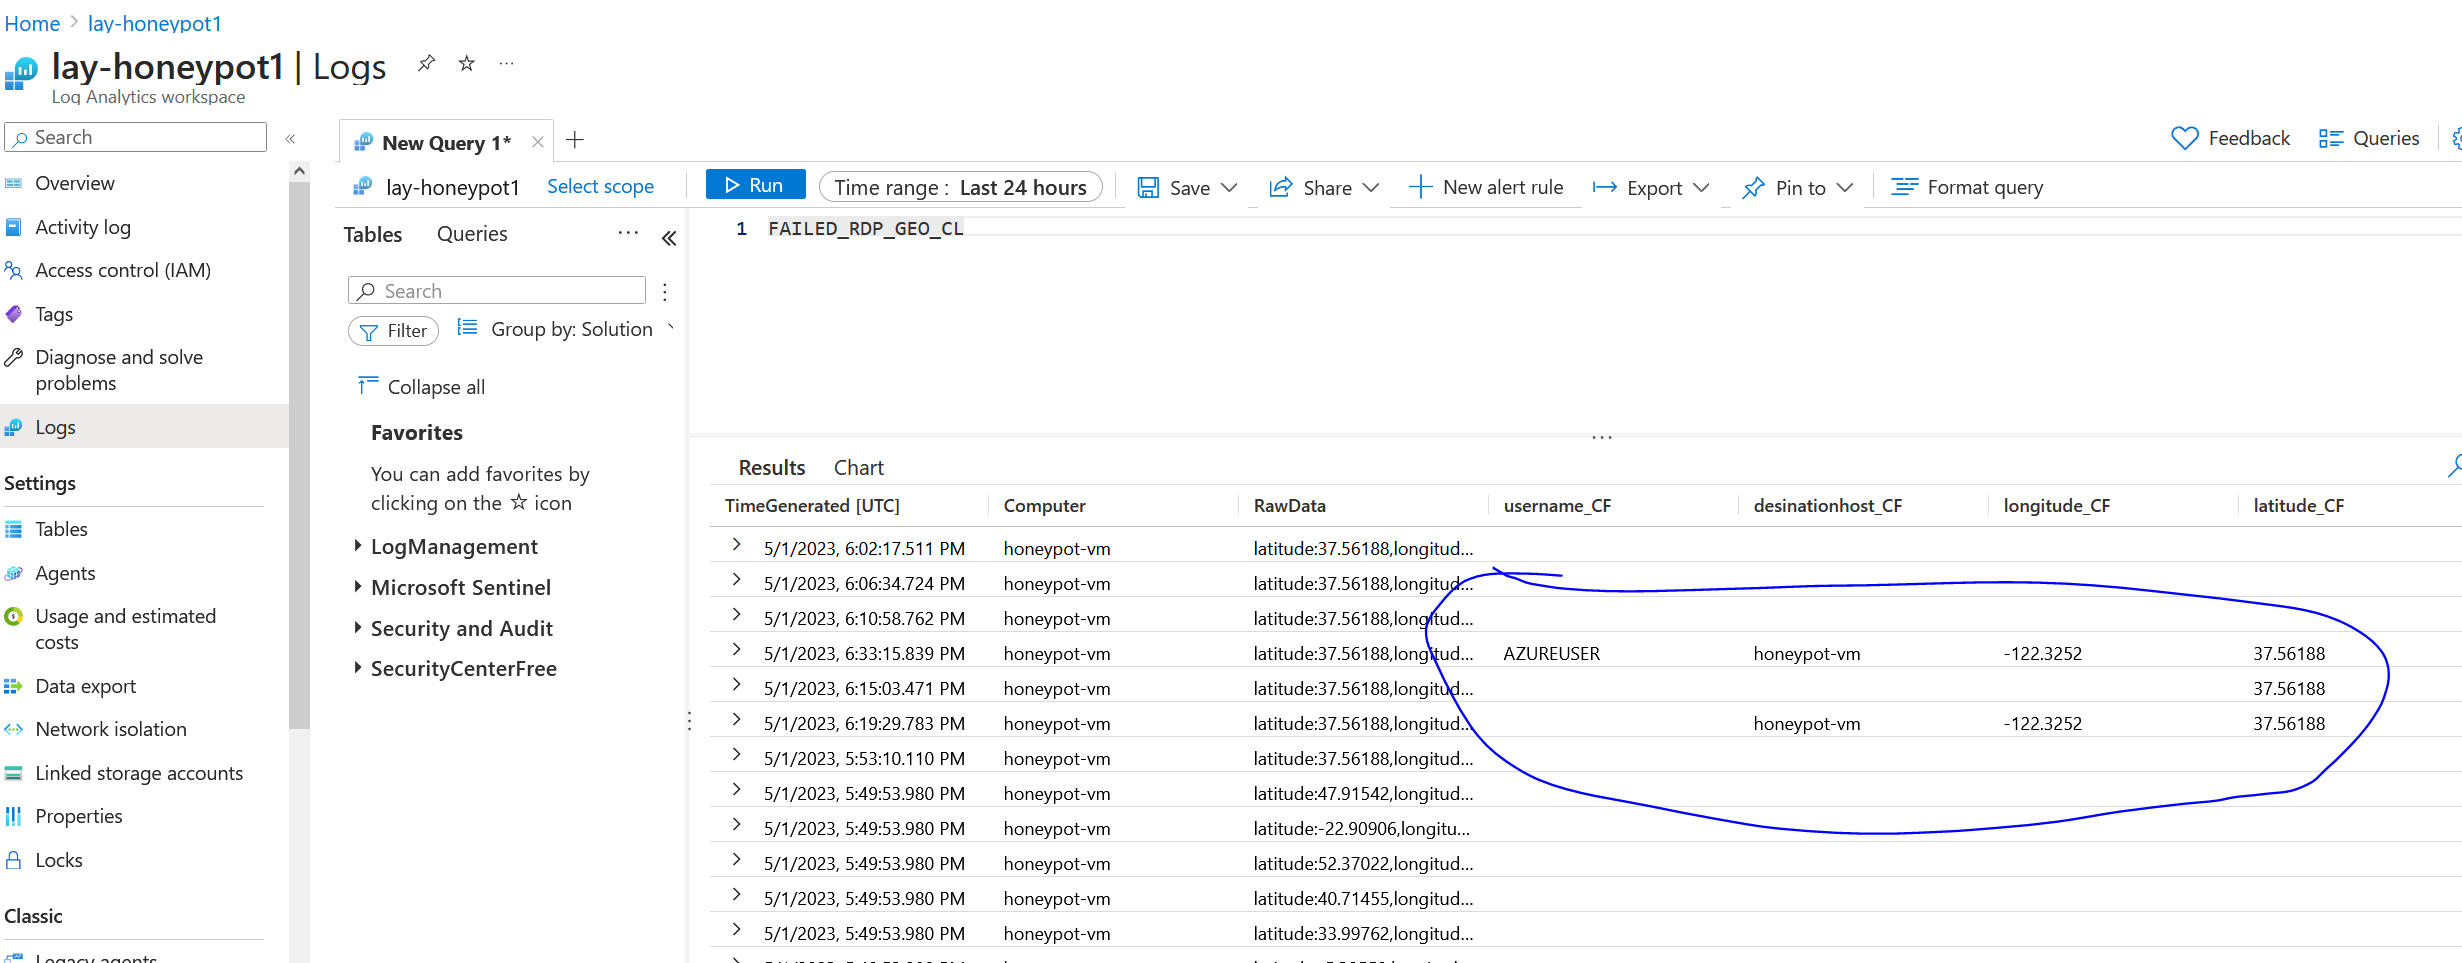 Home > lay-honeypot1
lay-honeypot1 | Logs
Log Analytics workspace
Search
Overview
Activity log
Access control (IAM)
Tags
Diagnose and solve
problems
Logs
Settings
Tables
Agents
Usage and estimated
costs
Data export
Network isolation
Linked storage accounts
Properties
Locks
Classic
Legacy agents
New Query 1*
Feedback
Queries
lay-honeypot1
Select scope
Run
Time range : Last 24 hours
Save
Share
New alert rule
Export
Pin to
Format query
Tables
Queries
Search
Filter
Group by: Solution
Collapse all
Favorites
You can add favorites by
clicking on the ☆ icon
LogManagement
Microsoft Sentinel
Security and Audit
SecurityCenterFree
1 FAILED_RDP_GEO_CL
Results Chart
TimeGenerated [UTC] Computer RawData username_CF desinationhost_CF longitude_CF latitude_CF
5/1/2023, 6:02:17.511 PM honeypot-vm latitude:37.56188,longitud...
5/1/2023, 6:06:34.724 PM honeypot-vm latitude:37.56188,longitud...
5/1/2023, 6:10:58.762 PM honeypot-vm latitude:37.56188,longitud...
5/1/2023, 6:33:15.839 PM honeypot-vm latitude:37.56188,longitud... AZUREUSER honeypot-vm -122.3252 37.56188
5/1/2023, 6:15:03.471 PM honeypot-vm latitude:37.56188,longitud... 37.56188
5/1/2023, 6:19:29.783 PM honeypot-vm latitude:37.56188,longitud... honeypot-vm -122.3252 37.56188
5/1/2023, 5:53:10.110 PM honeypot-vm latitude:37.56188,longitud...
5/1/2023, 5:49:53.980 PM honeypot-vm latitude:47.91542,longitud...
5/1/2023, 5:49:53.980 PM honeypot-vm latitude:-22.90906,longitu...
5/1/2023, 5:49:53.980 PM honeypot-vm latitude:52.37022,longitud...
5/1/2023, 5:49:53.980 PM honeypot-vm latitude:40.71455,longitud...
5/1/2023, 5:49:53.980 PM honeypot-vm latitude:33.99762,longitud...